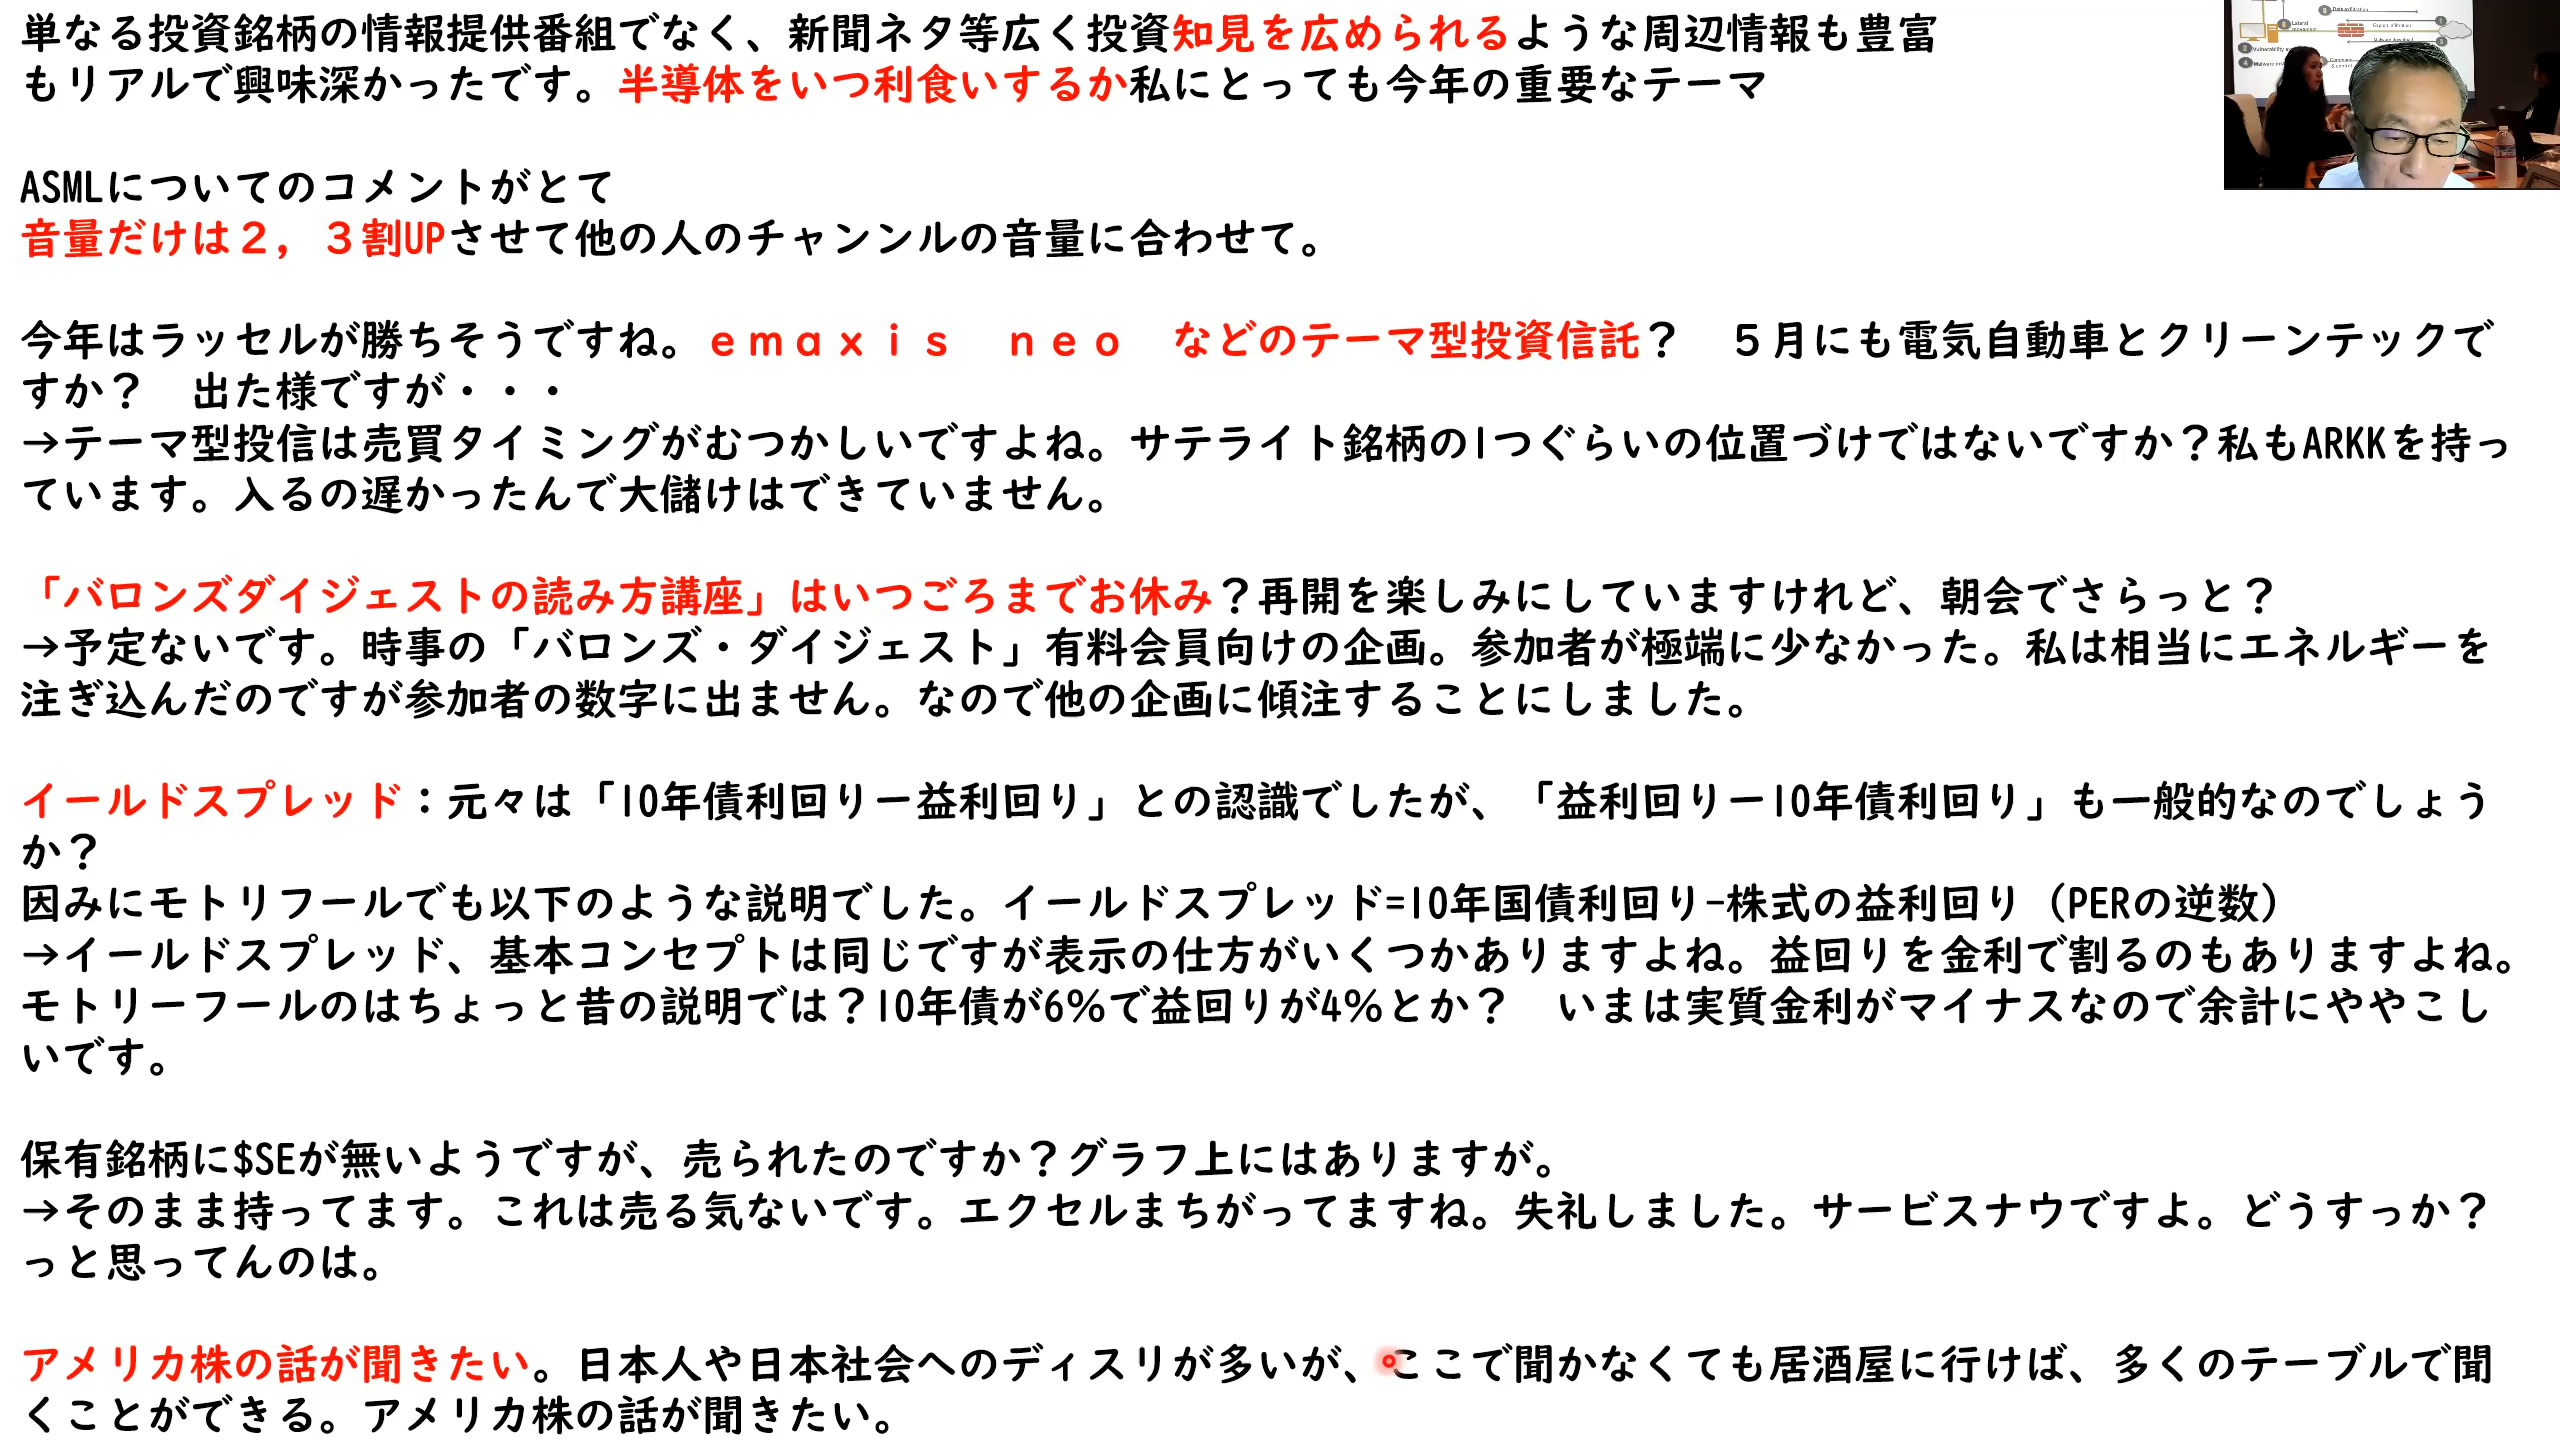 単なる投資銘柄の情報提供番組でなく、新聞ネタ等広く投資知見を広められるような周辺情報も豊富
もリアルで興味深かったです。半導体をいつ利食いするか私にとっても今年の重要なテーマ
ASMLについてのコメントがとて
音量だけは２，３割UPさせて他の人のチャンンルの音量に合わせて。
今年はラッセルが勝ちそうですね。ｅｍａｘｉｓ　ｎｅｏ　などのテーマ型投資信託？　５月にも電気自動車とクリーンテックで
すか？　出た様ですが・・・
→テーマ型投信は売買タイミングがむつかしいですよね。サテライト銘柄の1つぐらいの位置づけではないですか？私もARKKを持っ
ています。入るの遅かったんで大儲けはできていません。
「バロンズダイジェストの読み方講座」はいつごろまでお休み？再開を楽しみにしていますけれど、朝会でさらっと？
→予定ないです。時事の「バロンズ・ダイジェスト」有料会員向けの企画。参加者が極端に少なかった。私は相当にエネルギーを
注ぎ込んだのですが参加者の数字に出ません。なので他の企画に傾注することにしました。
イールドスプレッド：元々は「10年債利回りー益利回り」との認識でしたが、「益利回りー10年債利回り」も一般的なのでしょう
か？
因みにモトリフールでも以下のような説明でした。イールドスプレッド=10年国債利回り-株式の益利回り（PERの逆数）
→イールドスプレッド、基本コンセプトは同じですが表示の仕方がいくつかありますよね。益回りを金利で割るのもありますよね。
モトリーフールのはちょっと昔の説明では？10年債が6%で益回りが4%とか？　いまは実質金利がマイナスなので余計にややこし
いです。
保有銘柄に$SEが無いようですが、売られたのですか？グラフ上にはありますが。
→そのまま持ってます。これは売る気ないです。エクセルまちがってますね。失礼しました。サービスナウですよ。どうすっか？
っと思ってんのは。
アメリカ株の話が聞きたい。日本人や日本社会へのディスリが多いが、ここで聞かなくても居酒屋に行けば、多くのテーブルで聞
くことができる。アメリカ株の話が聞きたい。